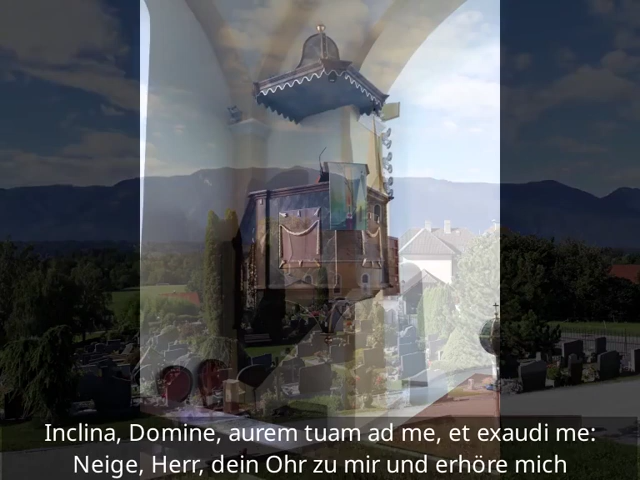 Inclina, Domine, aurem tuam ad me, et exaudi me:
Neige, Herr, dein Ohr zu mir und erhöre mich